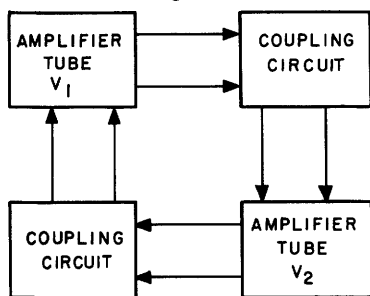 AMPLIFIER
TUBE
V1
COUPLING
CIRCUIT
COUPLING
CIRCUIT
AMPLIFIER
TUBE
V2